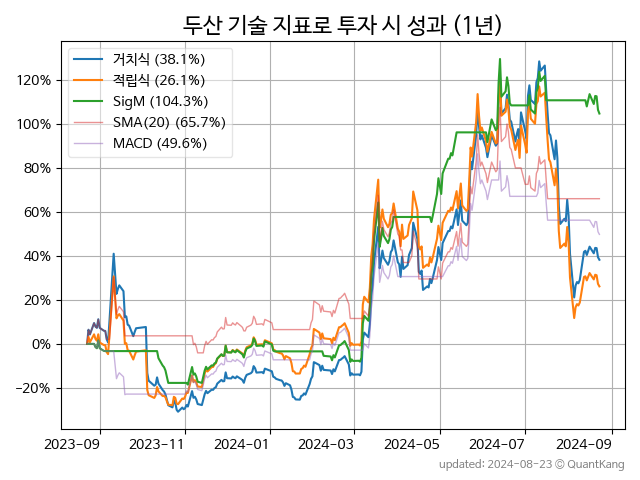 두산 기술 지표로 투자 시 성과 (1년)
거치식 (38.1%)
적립식 (26.1%)
SigM (104.3%)
SMA(20) (65.7%)
MACD (49.6%)
120%
100%
80%
60%
40%
20%
0%
−20%
2023-09 2023-11 2024-01 2024-03 2024-05 2024-07 2024-09
updated: 2024-08-23 ⓒ QuantKang